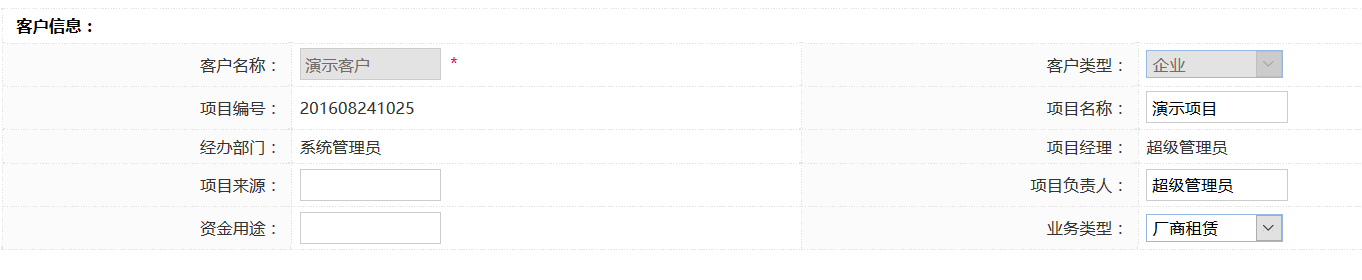 客户信息：
客户名称： 演示客户 * 客户类型： 企业
项目编号： 201608241025 项目名称： 演示项目
经办部门： 系统管理员 项目经理： 超级管理员
项目来源： 项目负责人： 超级管理员
资金用途： 业务类型： 厂商租赁